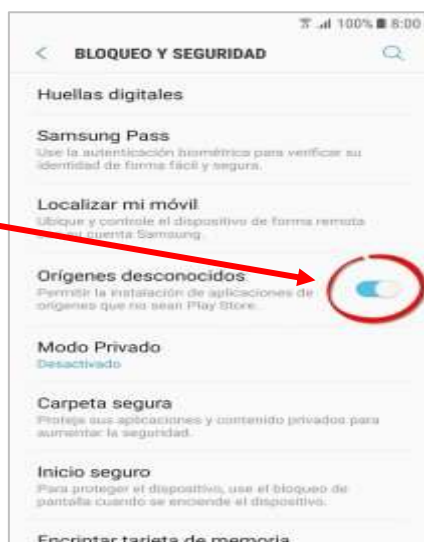 100% 8:00
< BLOQUEO Y SEGURIDAD
Huellas digitales
Samsung Pass
Use la autenticación biométrica para verificar su
identidad de forma fácil y segura.
Localizar mi móvil
Ubique y controle el dispositivo de forma remota
su cuenta Samsung.
Orígenes desconocidos
Permitir la instalación de aplicaciones de
orígenes que no sean Play Store.
Modo Privado
Desactivado
Carpeta segura
Proteja sus aplicaciones y contenido privados para
aumentar la seguridad.
Inicio seguro
Para proteger el dispositivo, use el bloqueo de
pantalla cuando se enciende el dispositivo.
Encriptar tarjeta de memoria